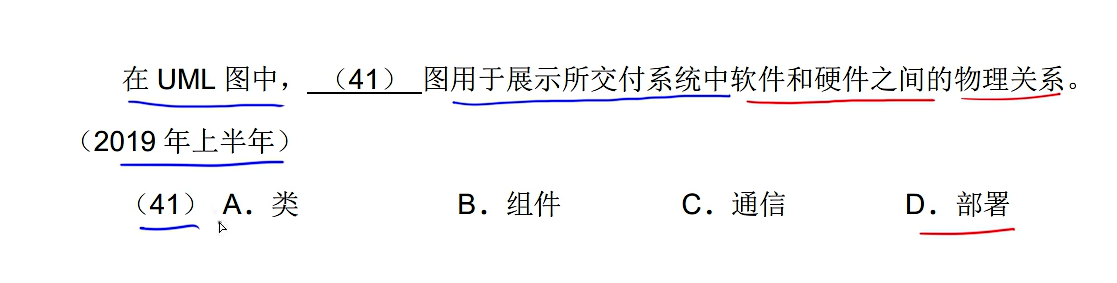 在 UML 图中，（41）图用于展示所交付系统中软件和硬件之间的物理关系。
（2019 年上半年）
（41） A．类 B．组件 C．通信 D．部署